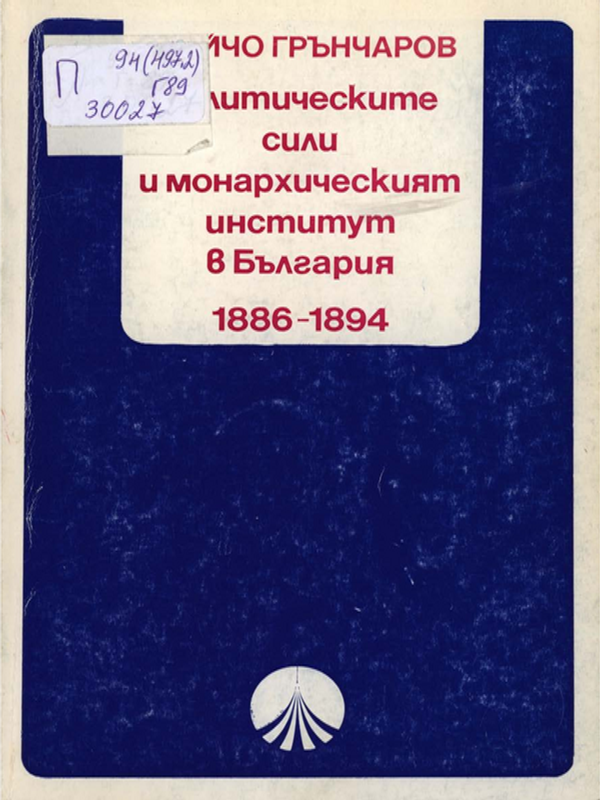 П 94(497.2)
Г89
30027
ЙЧО ГРЪНЧАРОВ
литическите
сили
и монархическият
институт
в България
1886-1894